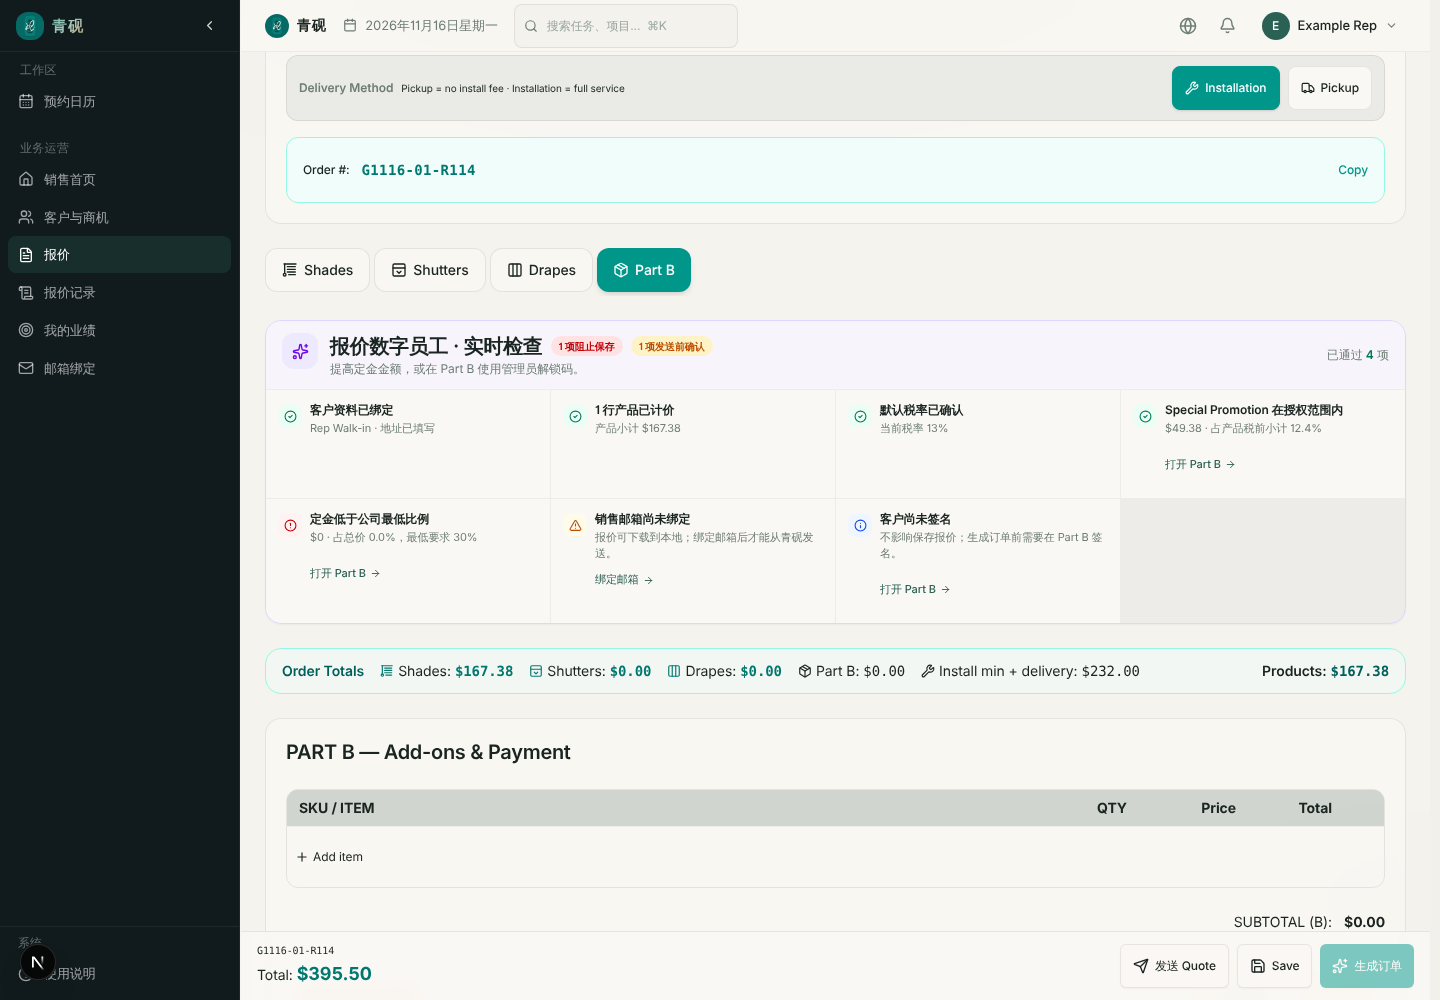 青砚
工作区
预约日历
业务运营
销售首页
客户与商机
报价
报价记录
我的业绩
邮箱绑定
系统
使用说明
青砚
2026年11月16日星期一
搜索任务、项目... ⌘K
E
Example Rep
Delivery Method Pickup = no install fee · Installation = full service
Installation
Pickup
Order #: G1116-01-R114
Copy
Shades
Shutters
Drapes
Part B
报价数字员工 · 实时检查
1 项阻止保存
1 项发送前确认
提高定金金额，或在 Part B 使用管理员解锁码。
已通过 4 项
客户资料已绑定
Rep Walk-in · 地址已填写
1 行产品已计价
产品小计 $167.38
默认税率已确认
当前税率 13%
Special Promotion 在授权范围内
$49.38 · 占产品税前小计 12.4%
打开 Part B →
定金低于公司最低比例
$0 · 占总价 0.0%，最低要求 30%
打开 Part B →
销售邮箱尚未绑定
报价可下载到本地；绑定邮箱后才能从青砚发
送。
绑定邮箱 →
客户尚未签名
不影响保存报价；生成订单前需要在 Part B 签
名。
打开 Part B →
Order Totals Shades: $167.38 Shutters: $0.00 Drapes: $0.00 Part B: $0.00 Install min + delivery: $232.00 Products: $167.38
PART B — Add-ons & Payment
SKU / ITEM QTY Price Total
+ Add item
SUBTOTAL (B): $0.00
G1116-01-R114
Total: $395.50
发送 Quote
Save
生成订单